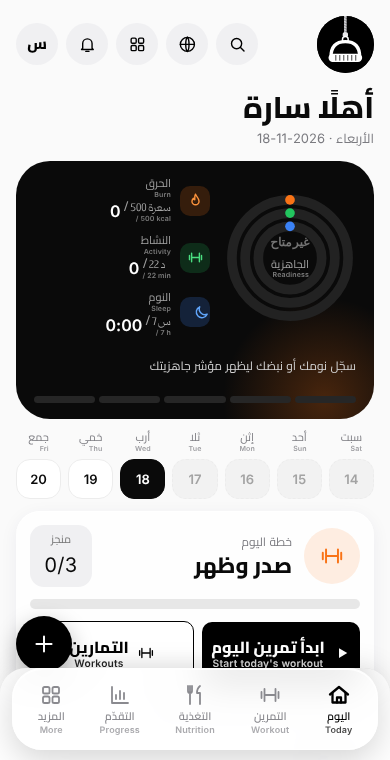 س
أهلًا سارة
الأربعاء · 2026-11-18
الحرق
Burn
0 / 500 سعرة
/ 500 kcal
النشاط
Activity
0 / 22 د
/ 22 min
النوم
Sleep
0:00 / 7 س
/ 7 h
غير متاح
الجاهزية
Readiness
سجّل نومك أو نبضك ليظهر مؤشر جاهزيتك
سبت أحد إثن ثلا أرب خمي جمع
Sat Sun Mon Tue Wed Thu Fri
14 15 16 17 18 19 20
خطة اليوم
صدر وظهر
منجز
0/3
ابدأ تمرين اليوم
Start today's workout
التمارين
Workouts
اليوم التمرين التغذية التقدّم المزيد
Today Workout Nutrition Progress More